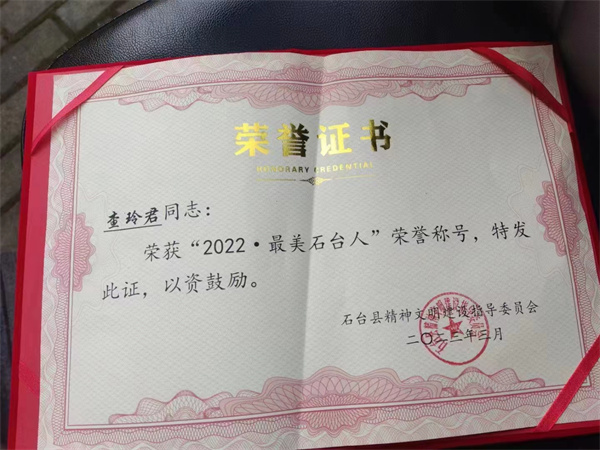 荣誉证书
HONORARY CREDENTIAL
查玲君同志：
荣获“2022·最美石台人”荣誉称号，特发
此证，以资鼓励。
石台县精神文明建设指导委员会
二〇二三年三月